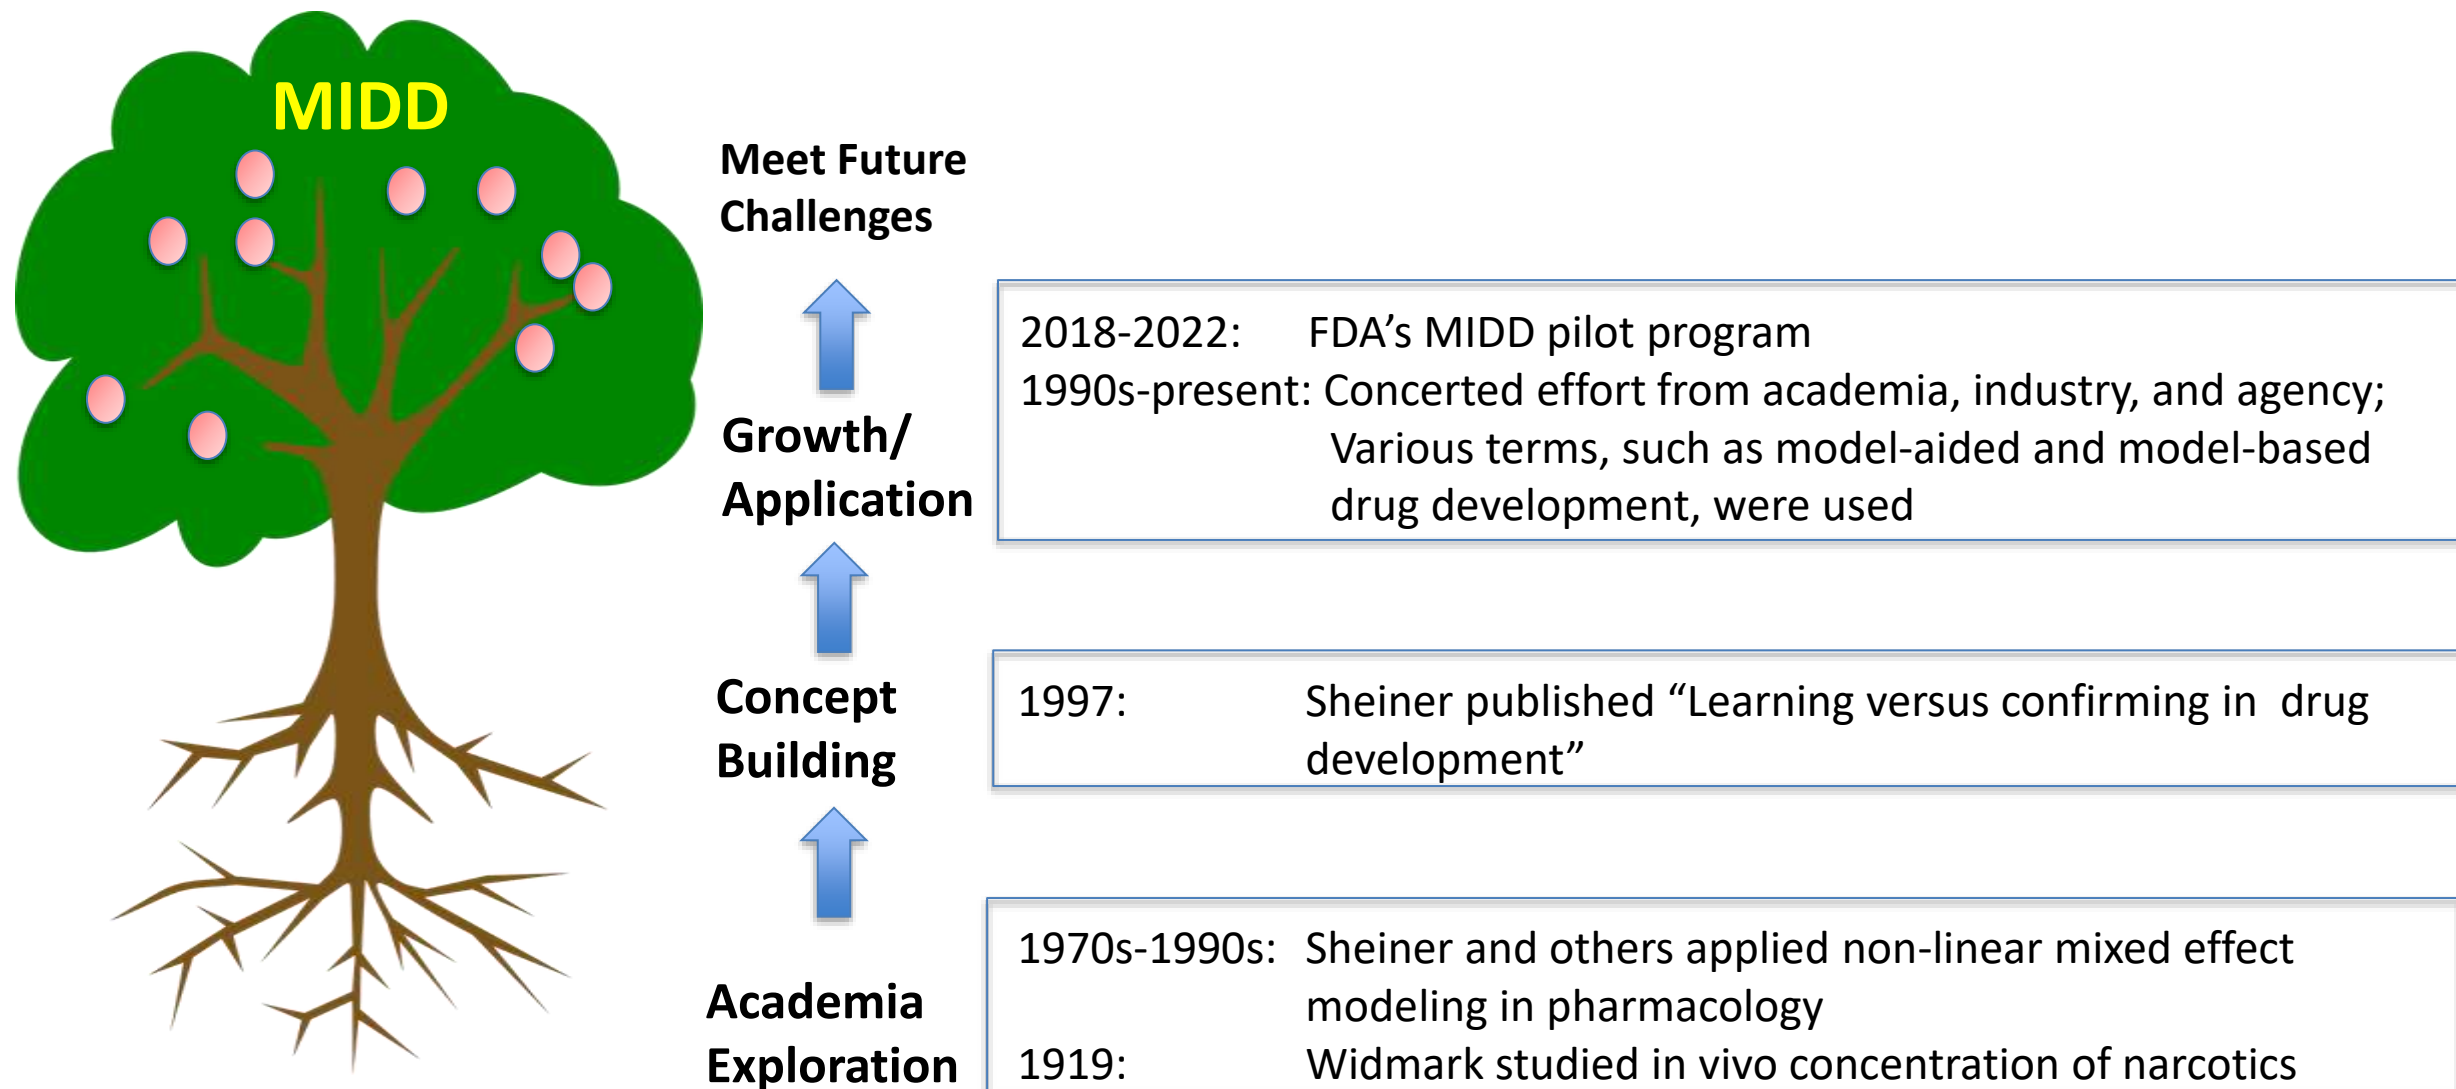 MIDD
Meet Future
Challenges
2018-2022: FDA’s MIDD pilot program
1990s-present: Concerted effort from academia, industry, and agency;
Various terms, such as model-aided and model-based
drug development, were used
Growth/
Application
Concept
Building
1997: Sheiner published “Learning versus confirming in drug
development”
Academia
Exploration
1970s-1990s: Sheiner and others applied non-linear mixed effect
modeling in pharmacology
1919: Widmark studied in vivo concentration of narcotics